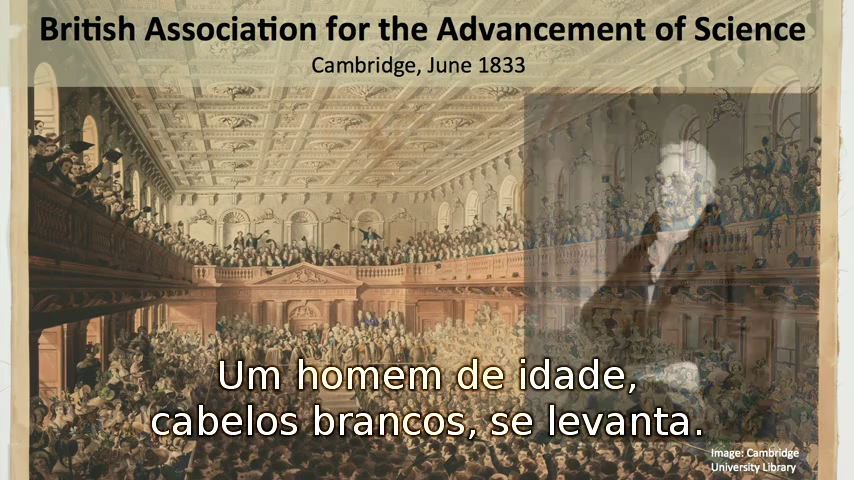 British Association for the Advancement of Science
Cambridge, June 1833
Um homem de idade,
cabelos brancos, se levanta.
Image: Cambridge
University Library